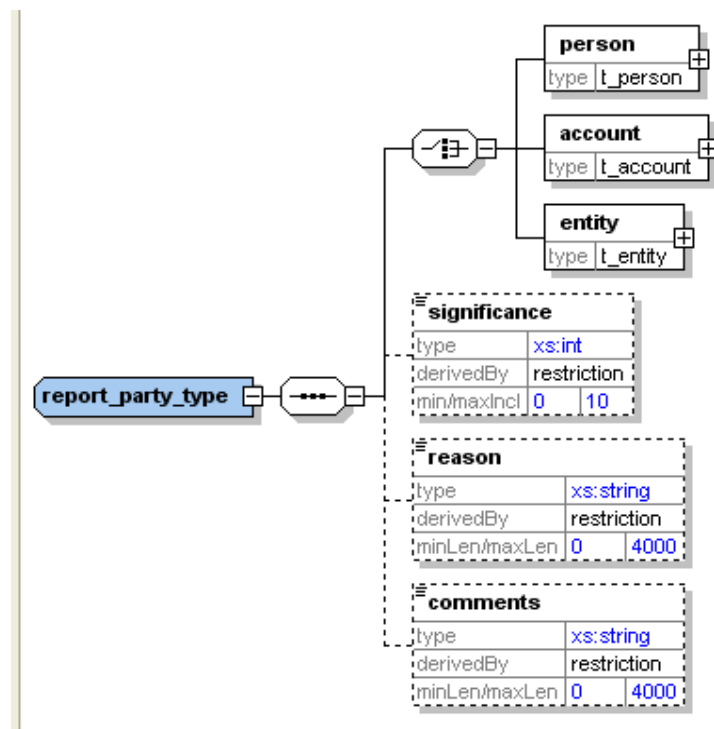 person
type t_person
account
type t_account
entity
type t_entity
significance
type xs:int
derivedBy restriction
min/maxIncl 0 10
report_party_type
reason
type xs:string
derivedBy restriction
minLen/maxLen 0 4000
comments
type xs:string
derivedBy restriction
minLen/maxLen 0 4000